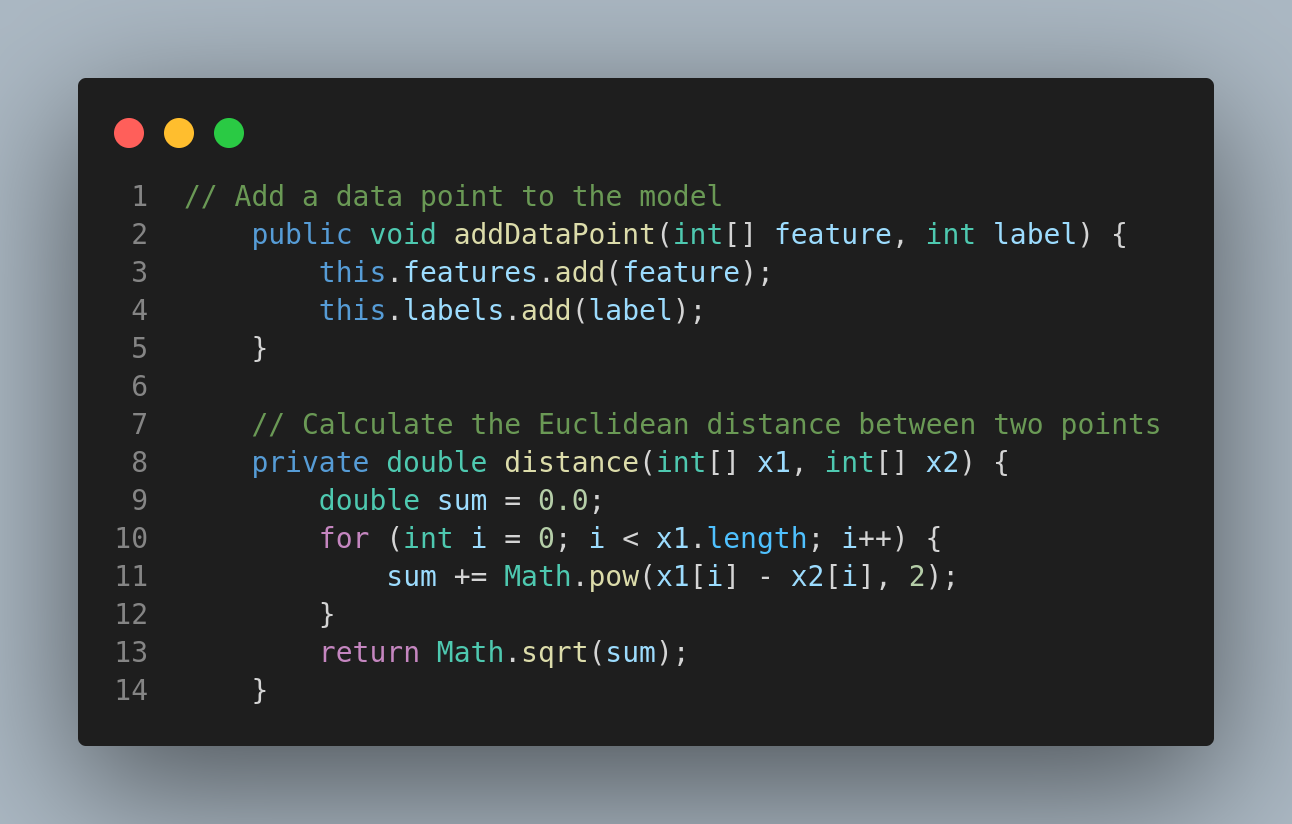 1 // Add a data point to the model
2     public void addDataPoint(int[] feature, int label) {
3         this.features.add(feature);
4         this.labels.add(label);
5     }
6
7     // Calculate the Euclidean distance between two points
8     private double distance(int[] x1, int[] x2) {
9         double sum = 0.0;
10         for (int i = 0; i < x1.length; i++) {
11             sum += Math.pow(x1[i] - x2[i], 2);
12         }
13         return Math.sqrt(sum);
14     }